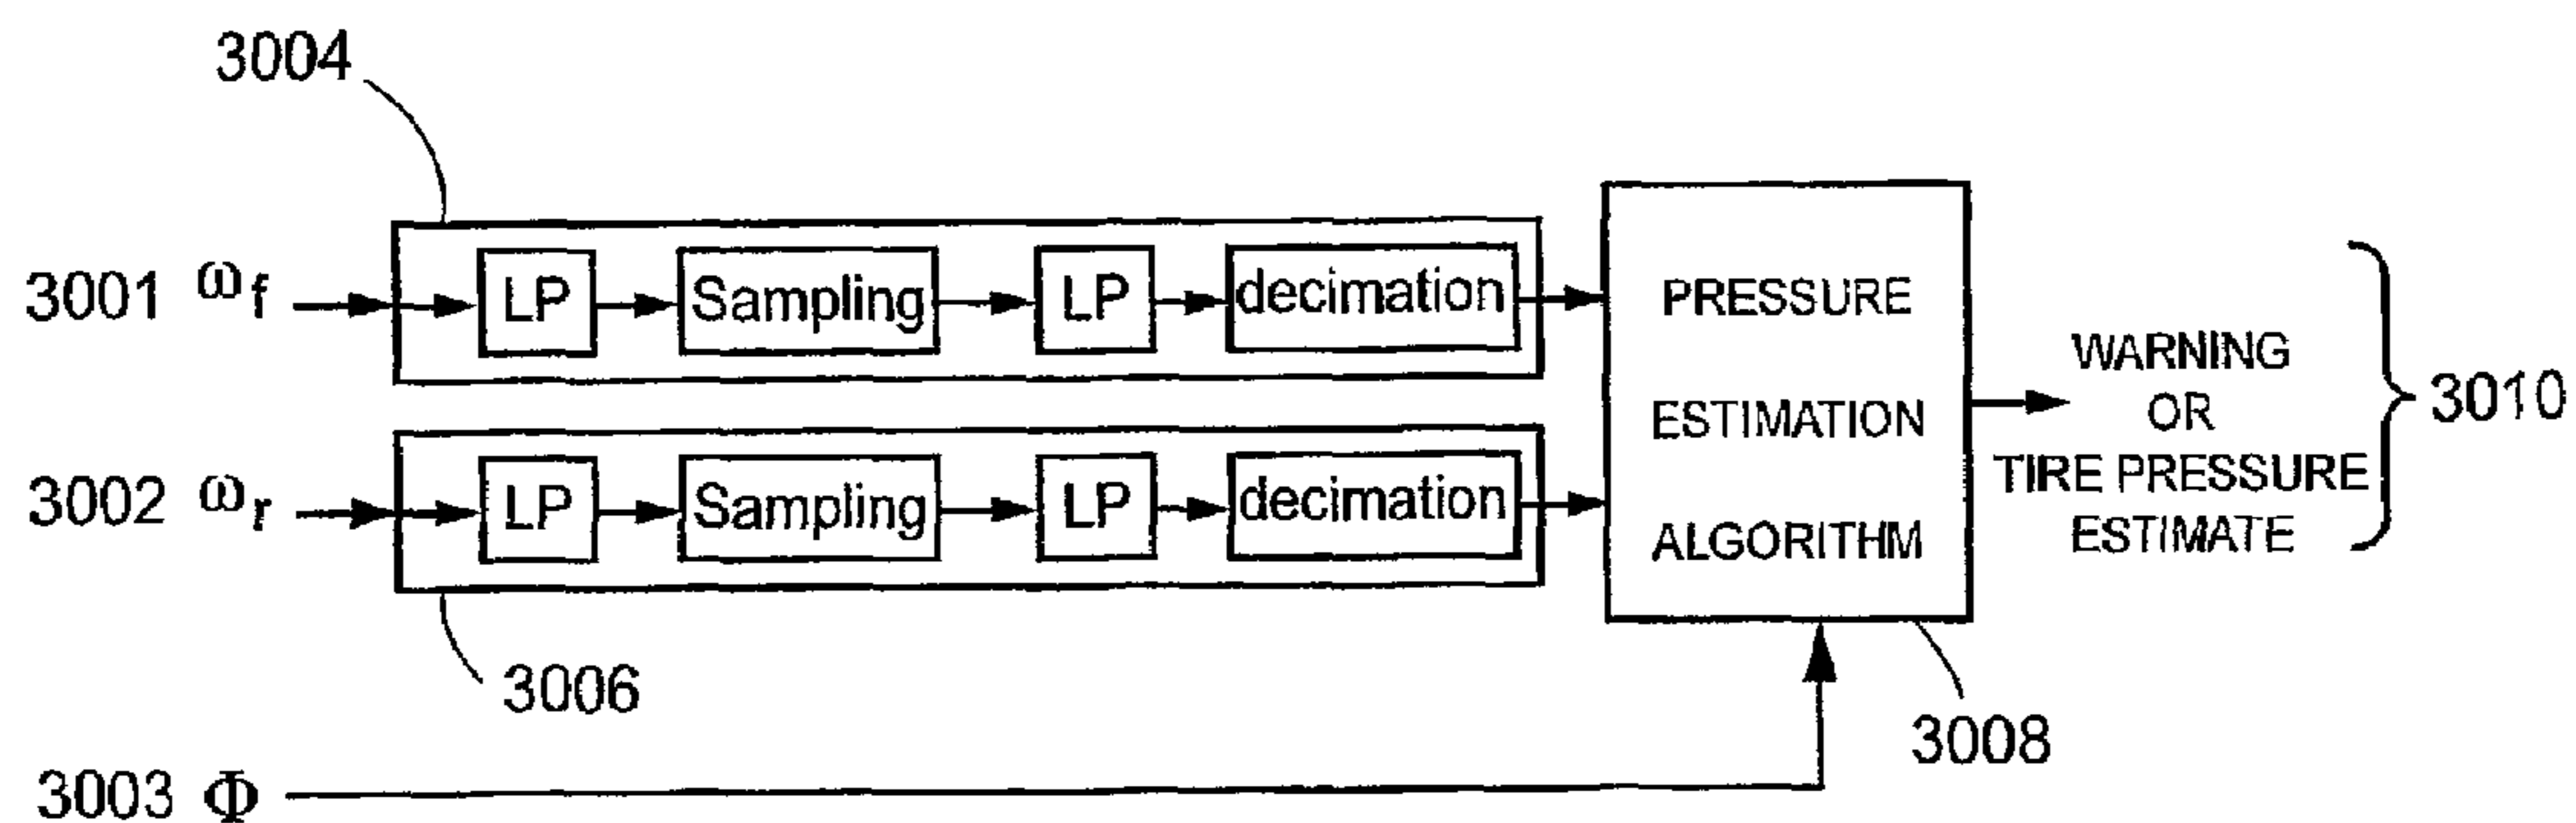 3004
3001 ωf LP Sampling LP decimation
3002 ωr LP Sampling LP decimation
3006
3003 Φ
PRESSURE
ESTIMATION
ALGORITHM
3008
WARNING
OR
TIRE PRESSURE
ESTIMATE
3010